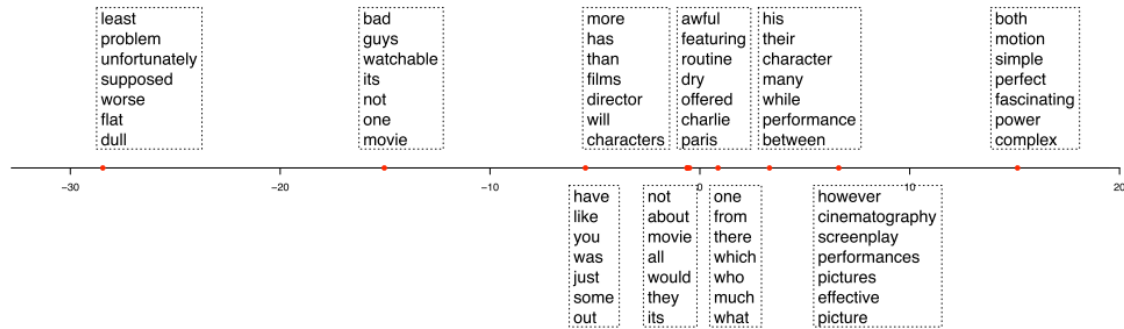 least
problem
unfortunately
supposed
worse
flat
dull
bad
guys
watchable
its
not
one
movie
more
has
than
films
director
will
characters
awful
featuring
routine
dry
offered
charlie
paris
his
their
character
many
while
performance
between
both
motion
simple
perfect
fascinating
power
complex
−30
−20
−10
0
10
20
have
like
you
was
just
some
out
not
about
movie
all
would
they
its
one
from
there
which
who
much
what
however
cinematography
screenplay
performances
pictures
effective
picture